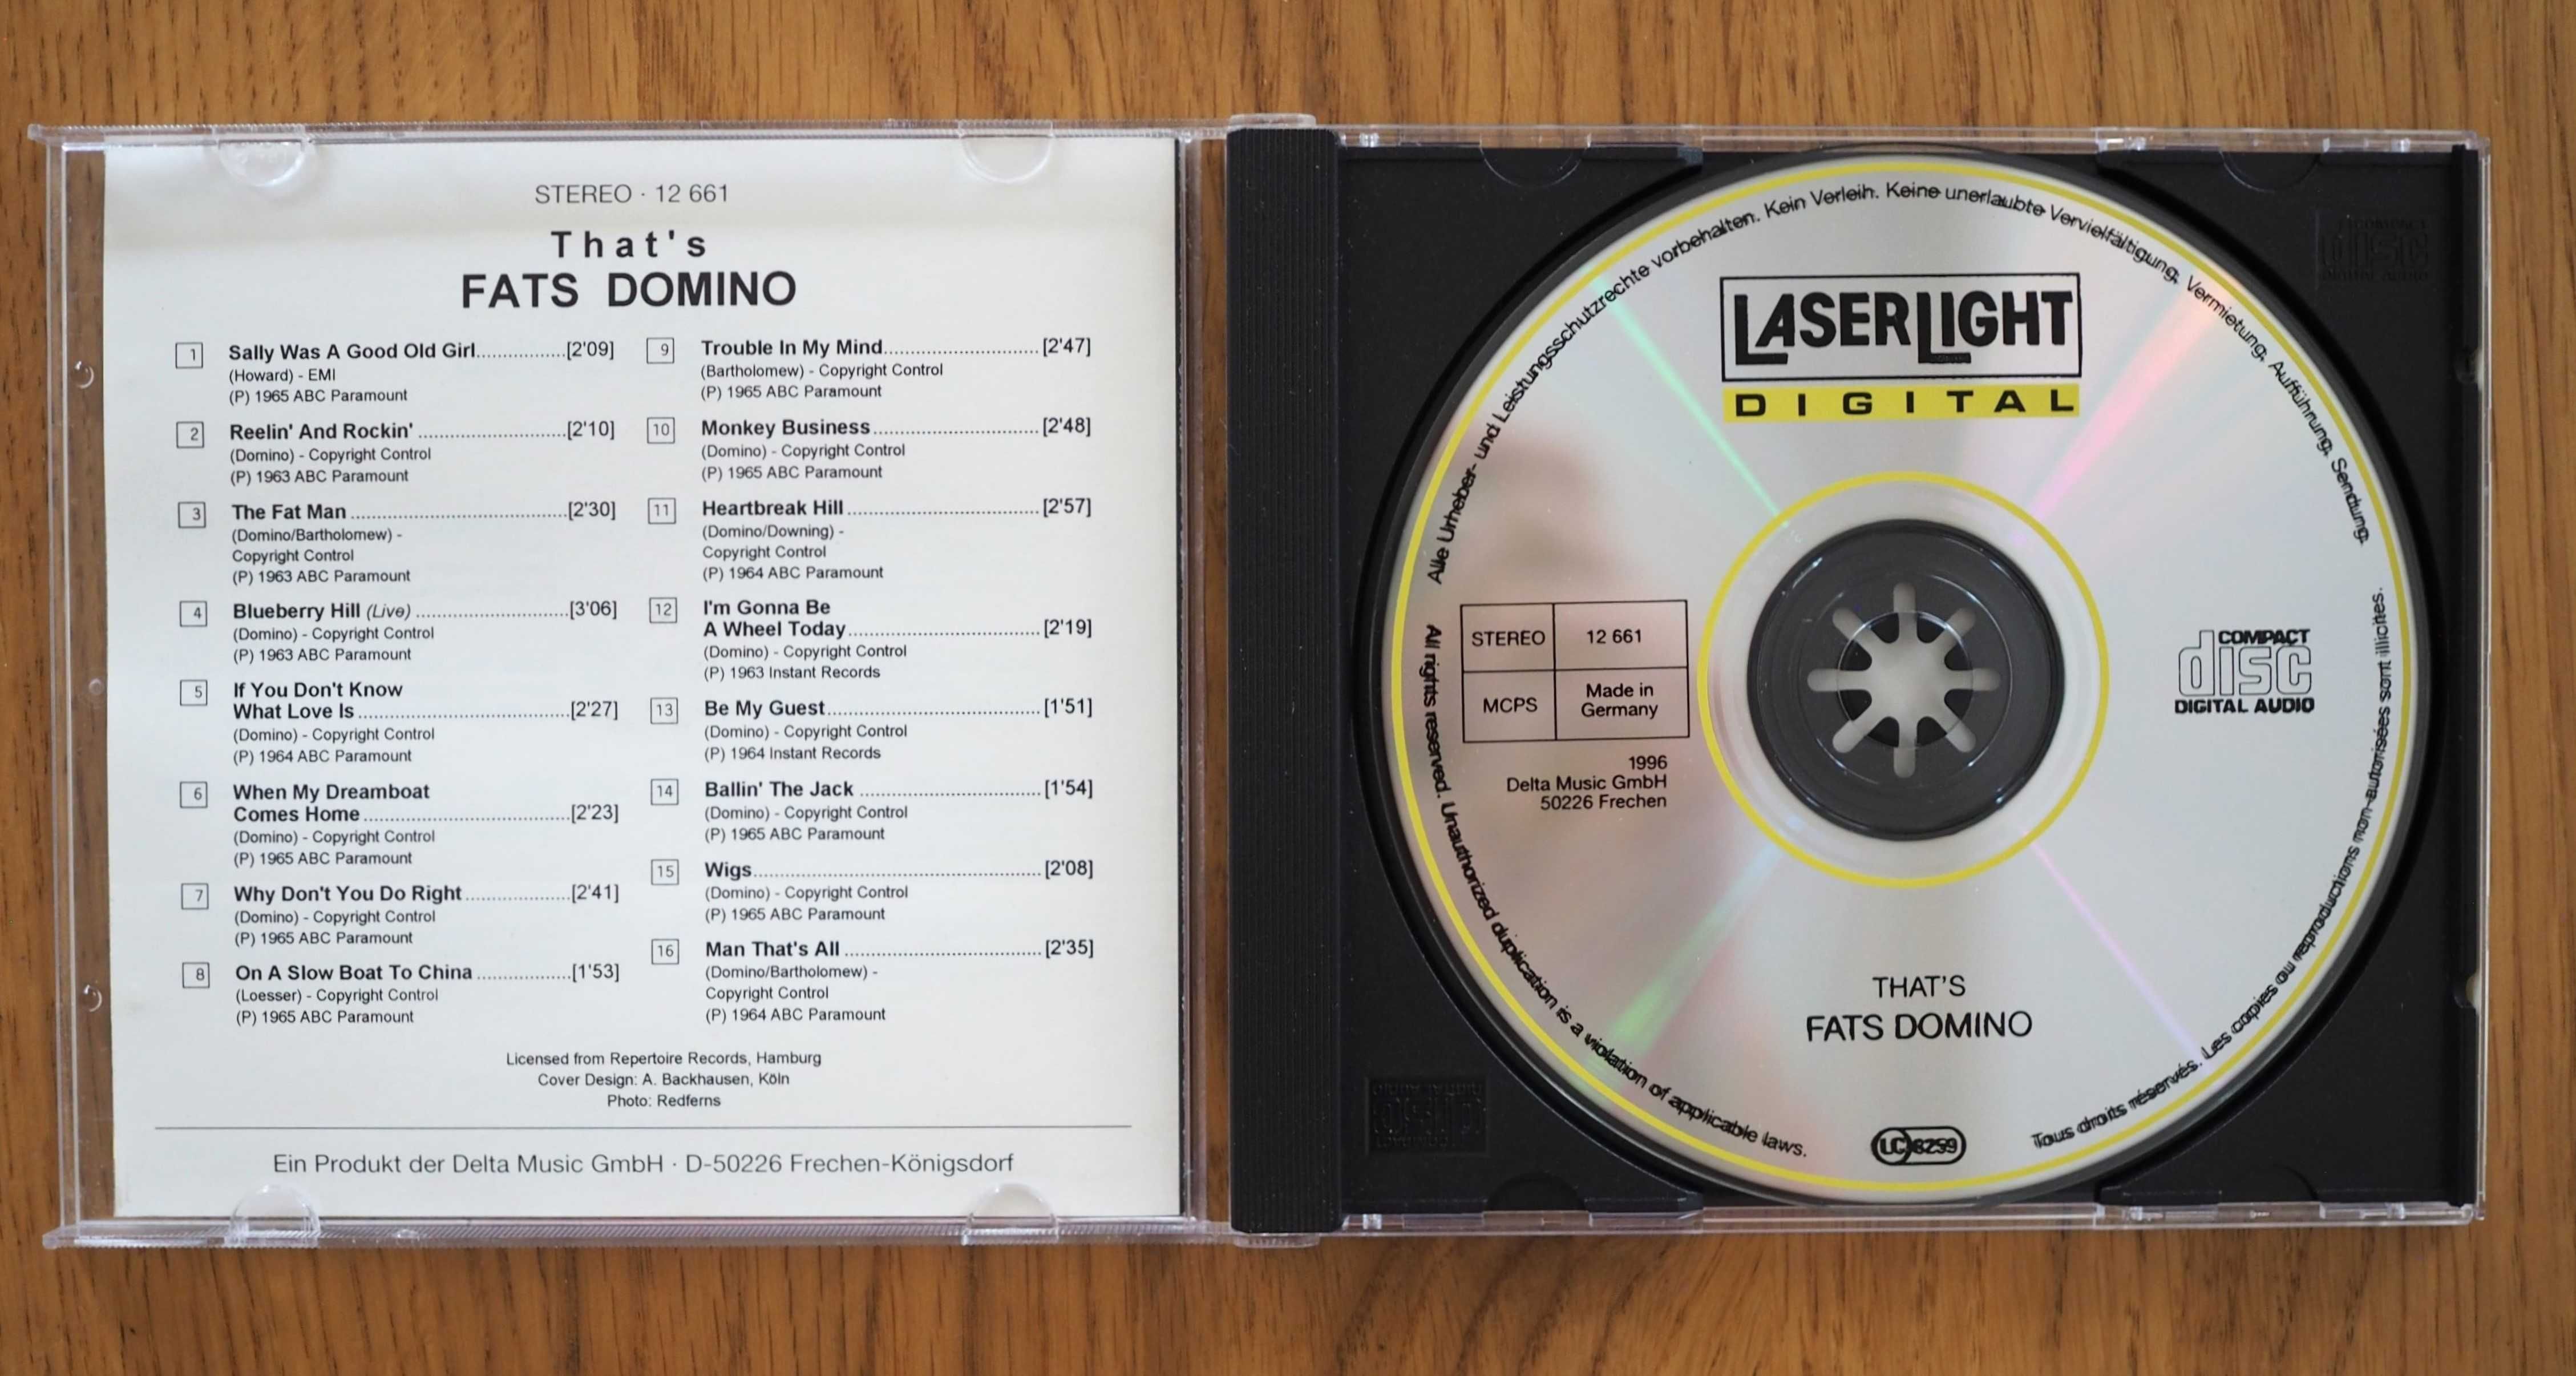 STEREO · 12 661
That's
FATS DOMINO
1 Sally Was A Good Old Girl................[2'09]
(Howard) - EMI
(P) 1965 ABC Paramount
2 Reelin' And Rockin' ...........................[2'10]
(Domino) - Copyright Control
(P) 1963 ABC Paramount
3 The Fat Man .......................................[2'30]
(Domino/Bartholomew) -
Copyright Control
(P) 1963 ABC Paramount
4 Blueberry Hill (Live) ...........................[3'06]
(Domino) - Copyright Control
(P) 1963 ABC Paramount
5 If You Don't Know
What Love Is ......................................[2'27]
(Domino) - Copyright Control
(P) 1964 ABC Paramount
6 When My Dreamboat
Comes Home .....................................[2'23]
(Domino) - Copyright Control
(P) 1965 ABC Paramount
7 Why Don't You Do Right ...................[2'41]
(Domino) - Copyright Control
(P) 1965 ABC Paramount
8 On A Slow Boat To China .................[1'53]
(Loesser) - Copyright Control
(P) 1965 ABC Paramount
9 Trouble In My Mind............................[2'47]
(Bartholomew) - Copyright Control
(P) 1965 ABC Paramount
10 Monkey Business..............................[2'48]
(Domino) - Copyright Control
(P) 1965 ABC Paramount
11 Heartbreak Hill ...................................[2'57]
(Domino/Downing) -
Copyright Control
(P) 1964 ABC Paramount
12 I'm Gonna Be
A Wheel Today...................................[2'19]
(Domino) - Copyright Control
(P) 1963 Instant Records
13 Be My Guest.......................................[1'51]
(Domino) - Copyright Control
(P) 1964 Instant Records
14 Ballin' The Jack .................................[1'54]
(Domino) - Copyright Control
(P) 1965 ABC Paramount
15 Wigs....................................................[2'08]
(Domino) - Copyright Control
(P) 1965 ABC Paramount
16 Man That's All ....................................[2'35]
(Domino/Bartholomew) -
Copyright Control
(P) 1964 ABC Paramount
Licensed from Repertoire Records, Hamburg
Cover Design: A. Backhausen, Köln
Photo: Redferns
Ein Produkt der Delta Music GmbH · D-50226 Frechen-Königsdorf
Alle Urheber- und Leistungsschutzrechte vorbehalten. Kein Verleih. Keine unerlaubte Vervielfältigung, Vermietung, Aufführung, Sendung.
LASERLIGHT
DIGITAL
STEREO 12 661
MCPS Made in
Germany
1996
Delta Music GmbH
50226 Frechen
COMPACT
disc
DIGITAL AUDIO
THAT'S
FATS DOMINO
LC 8259
All rights reserved. Unauthorized duplication is a violation of applicable laws.
Tous droits réservés. Les copies ou reproductions non-autorisées sont illicites.